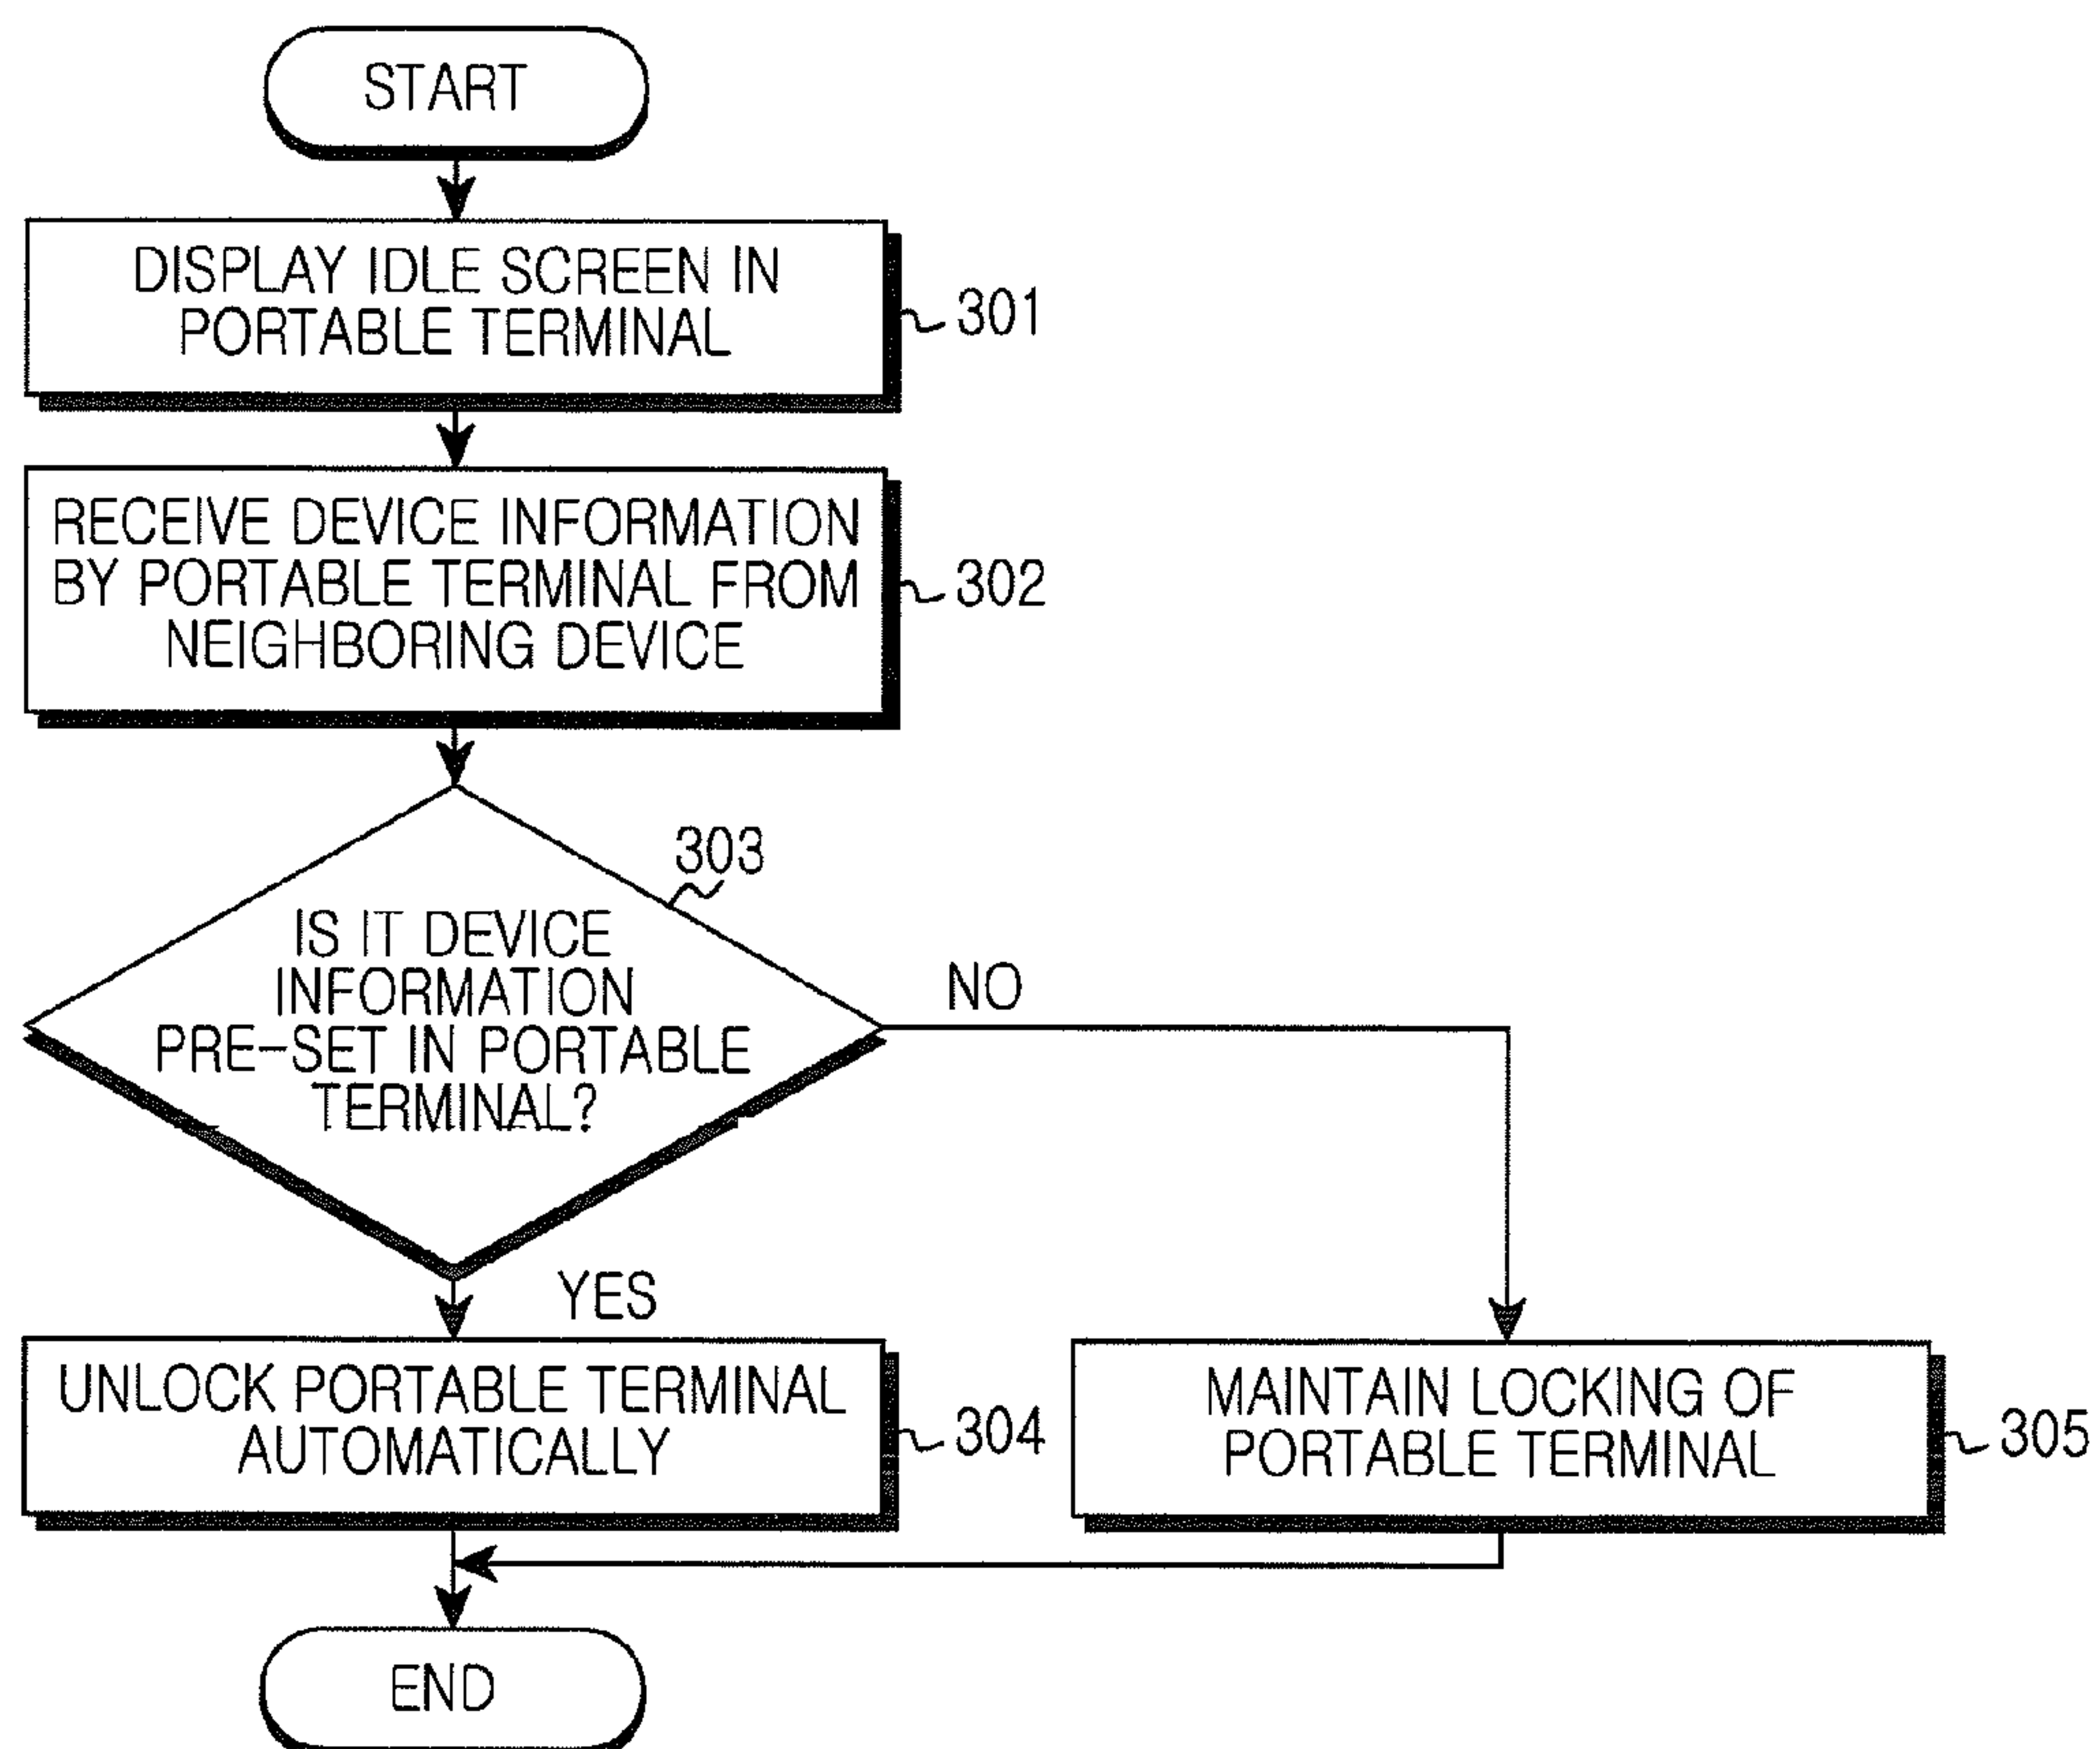 START
DISPLAY IDLE SCREEN IN
PORTABLE TERMINAL
301
RECEIVE DEVICE INFORMATION
BY PORTABLE TERMINAL FROM
NEIGHBORING DEVICE
302
303
IS IT DEVICE
INFORMATION
PRE-SET IN PORTABLE
TERMINAL?
NO
YES
UNLOCK PORTABLE TERMINAL
AUTOMATICALLY
304
MAINTAIN LOCKING OF
PORTABLE TERMINAL
305
END